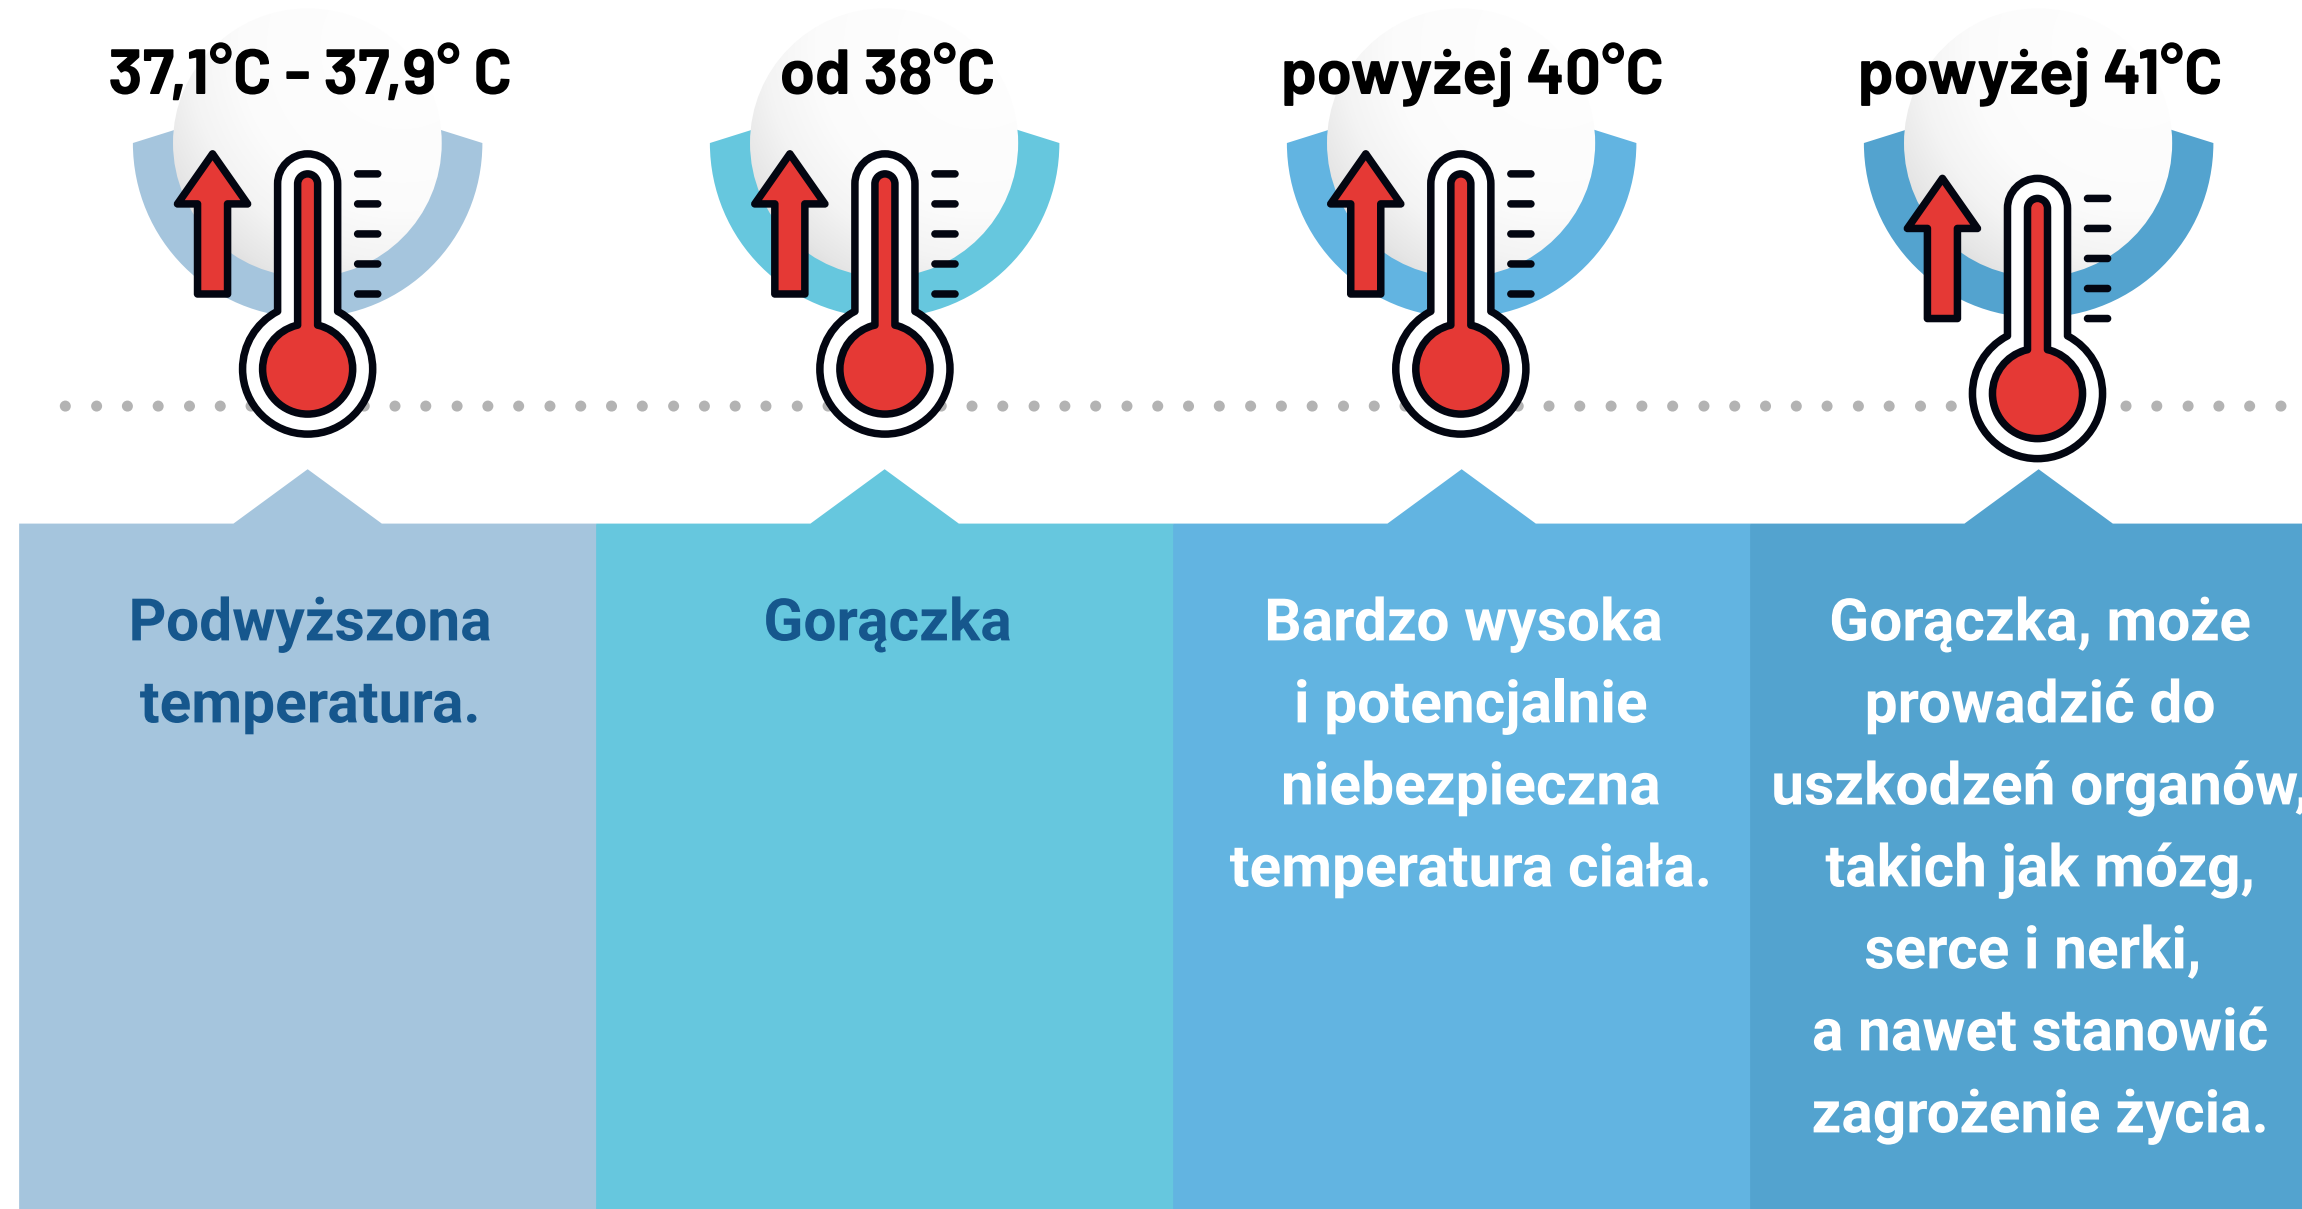 37,1°C - 37,9° C
od 38°C
powyżej 40°C
powyżej 41°C
Podwyższona
temperatura.
Gorączka
Bardzo wysoka
i potencjalnie
niebezpieczna
temperatura ciała.
Gorączka, może
prowadzić do
uszkodzeń organów,
takich jak mózg,
serce i nerki,
a nawet stanowić
zagrożenie życia.